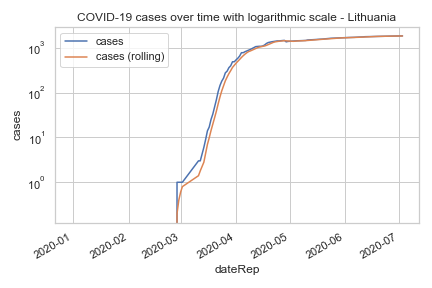 COVID-19 cases over time with logarithmic scale - Lithuania
cases
cases (rolling)
10³
10²
10¹
10⁰
cases
2020-01
2020-02
2020-03
2020-04
2020-05
2020-06
2020-07
dateRep